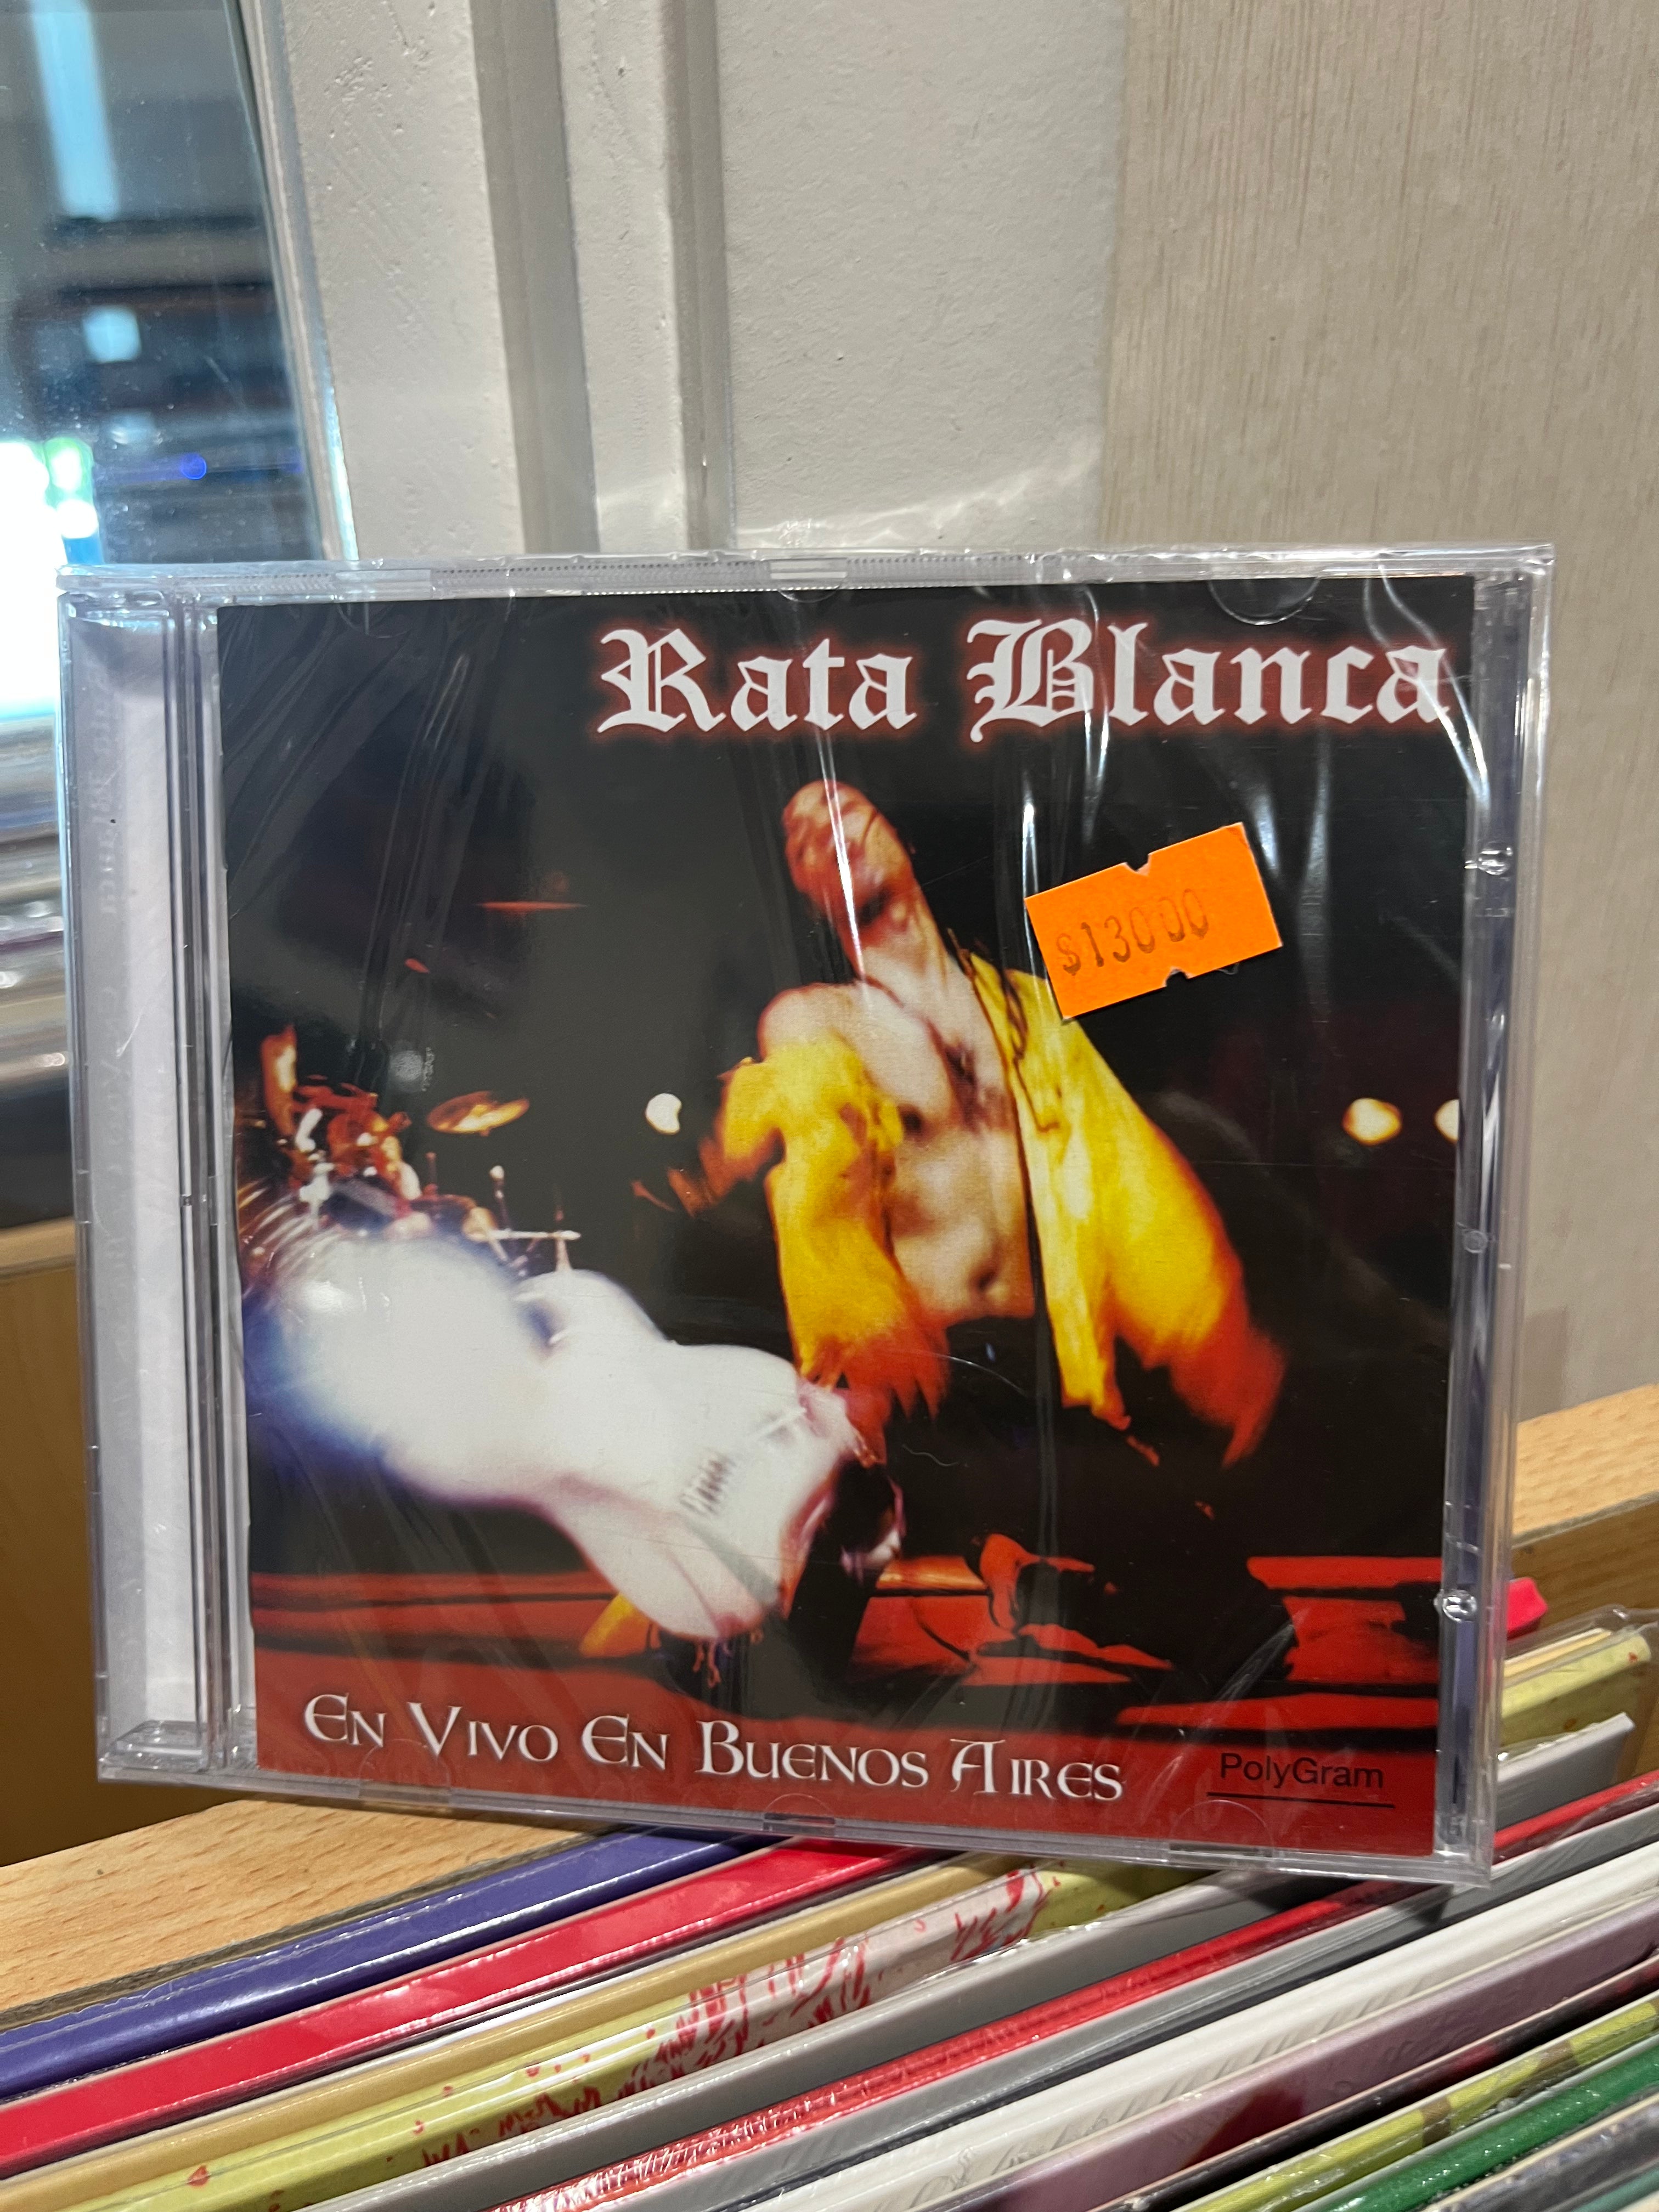 Rata Blanca
$13000
En Vivo En Buenos Aires
PolyGram